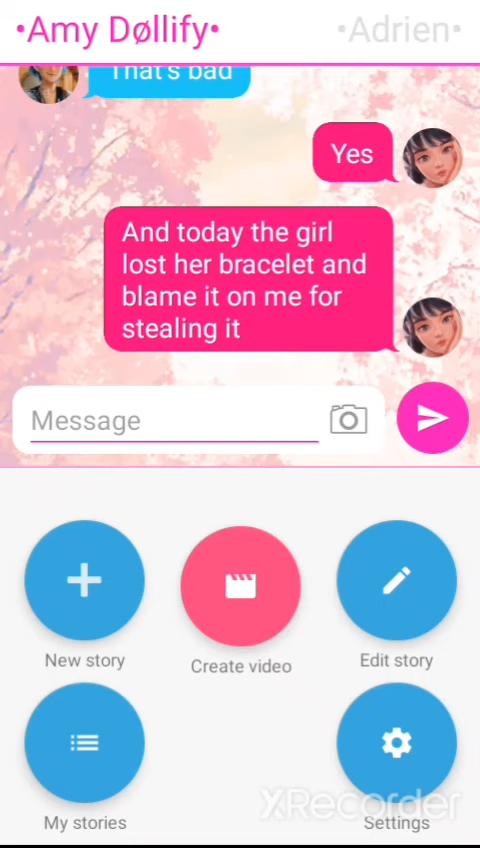 •Amy Døllify•
•Adrien•
That's bad
Yes
And today the girl
lost her bracelet and
blame it on me for
stealing it
Message
New story
Create video
Edit story
My stories
XRecorder
Settings